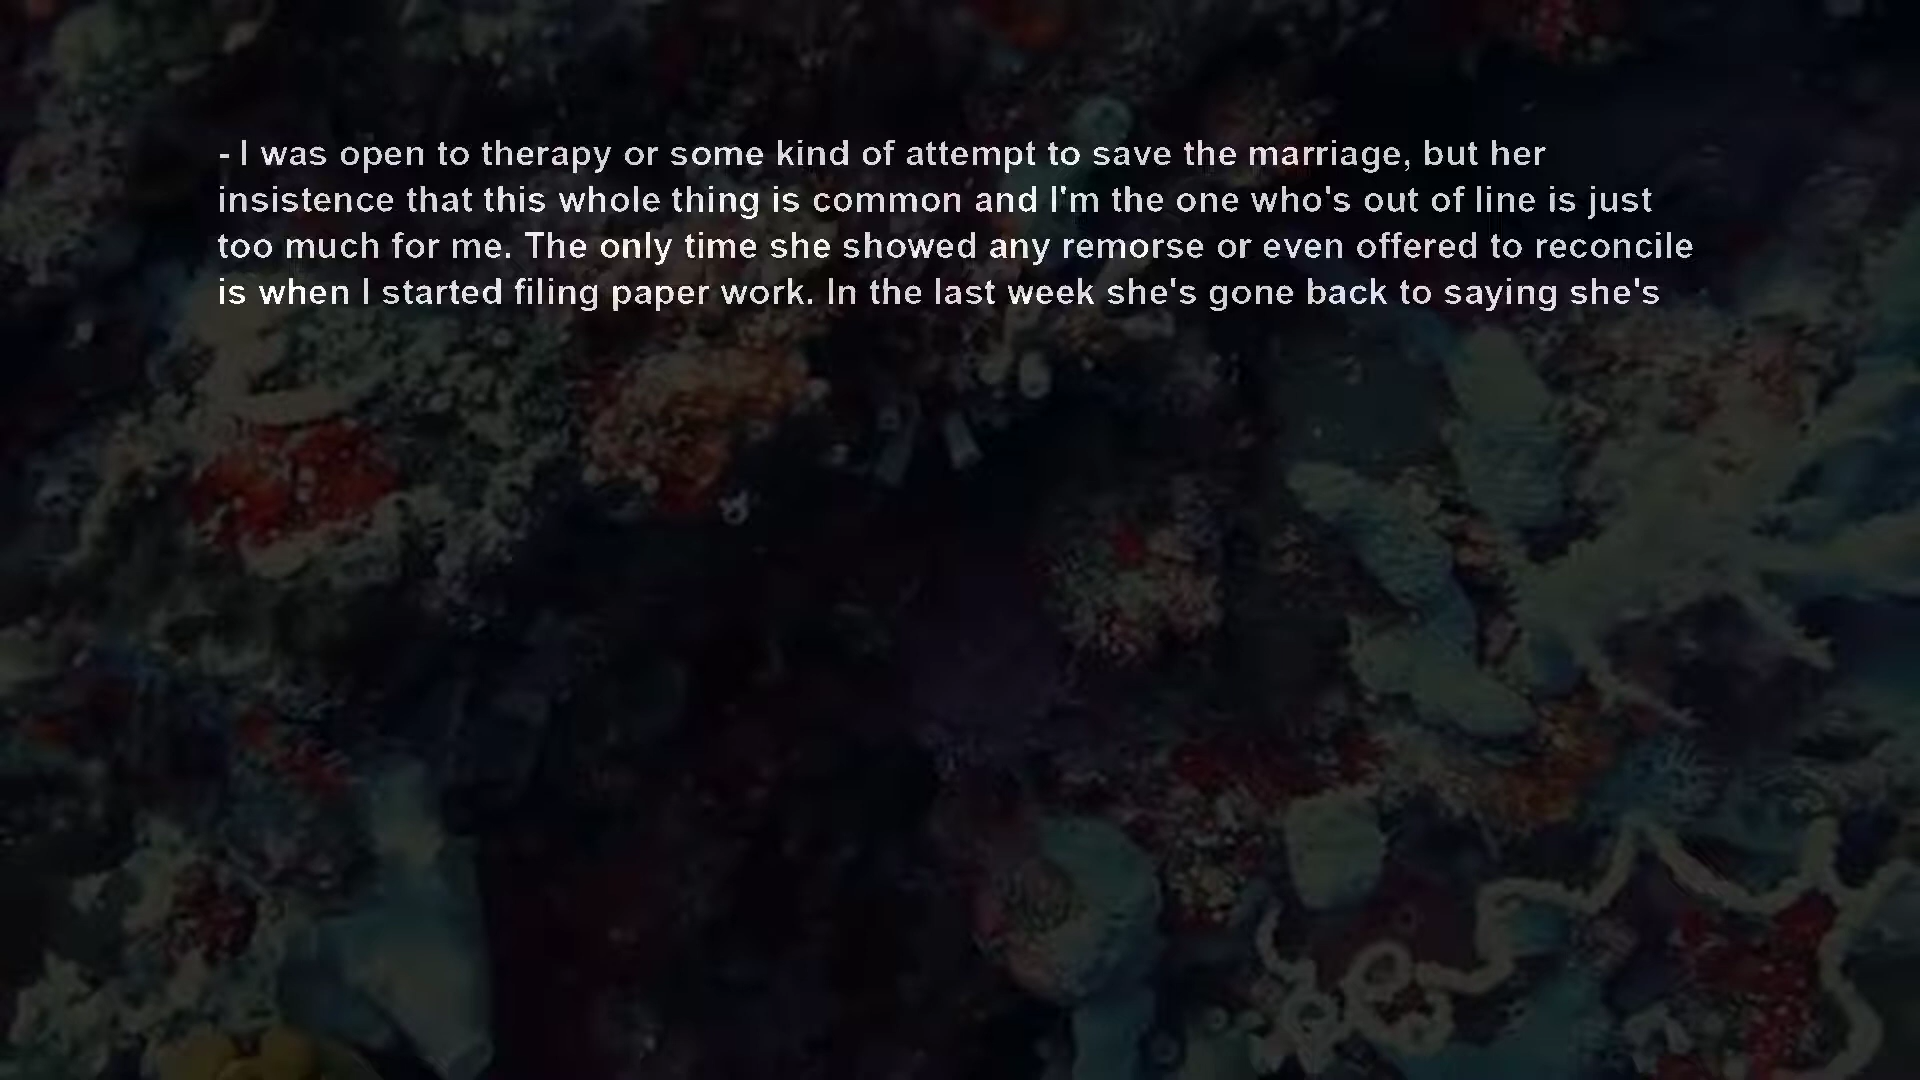 - I was open to therapy or some kind of attempt to save the marriage, but her
insistence that this whole thing is common and I'm the one who's out of line is just
too much for me. The only time she showed any remorse or even offered to reconcile
is when I started filing paper work. In the last week she's gone back to saying she's